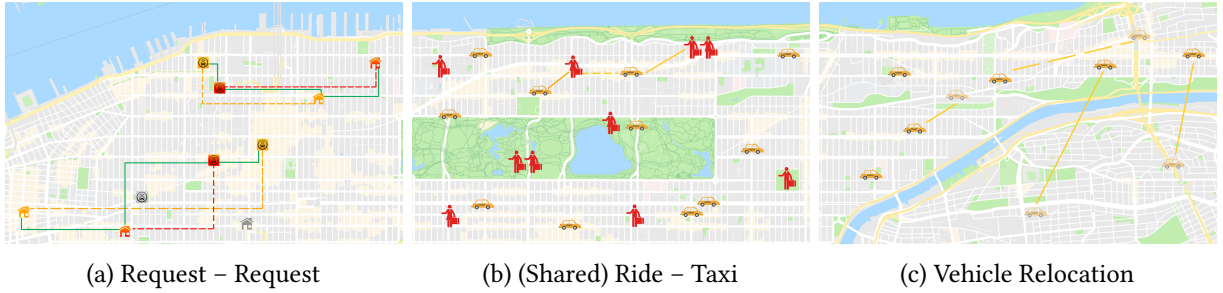 (a) Request – Request
(b) (Shared) Ride – Taxi
(c) Vehicle Relocation